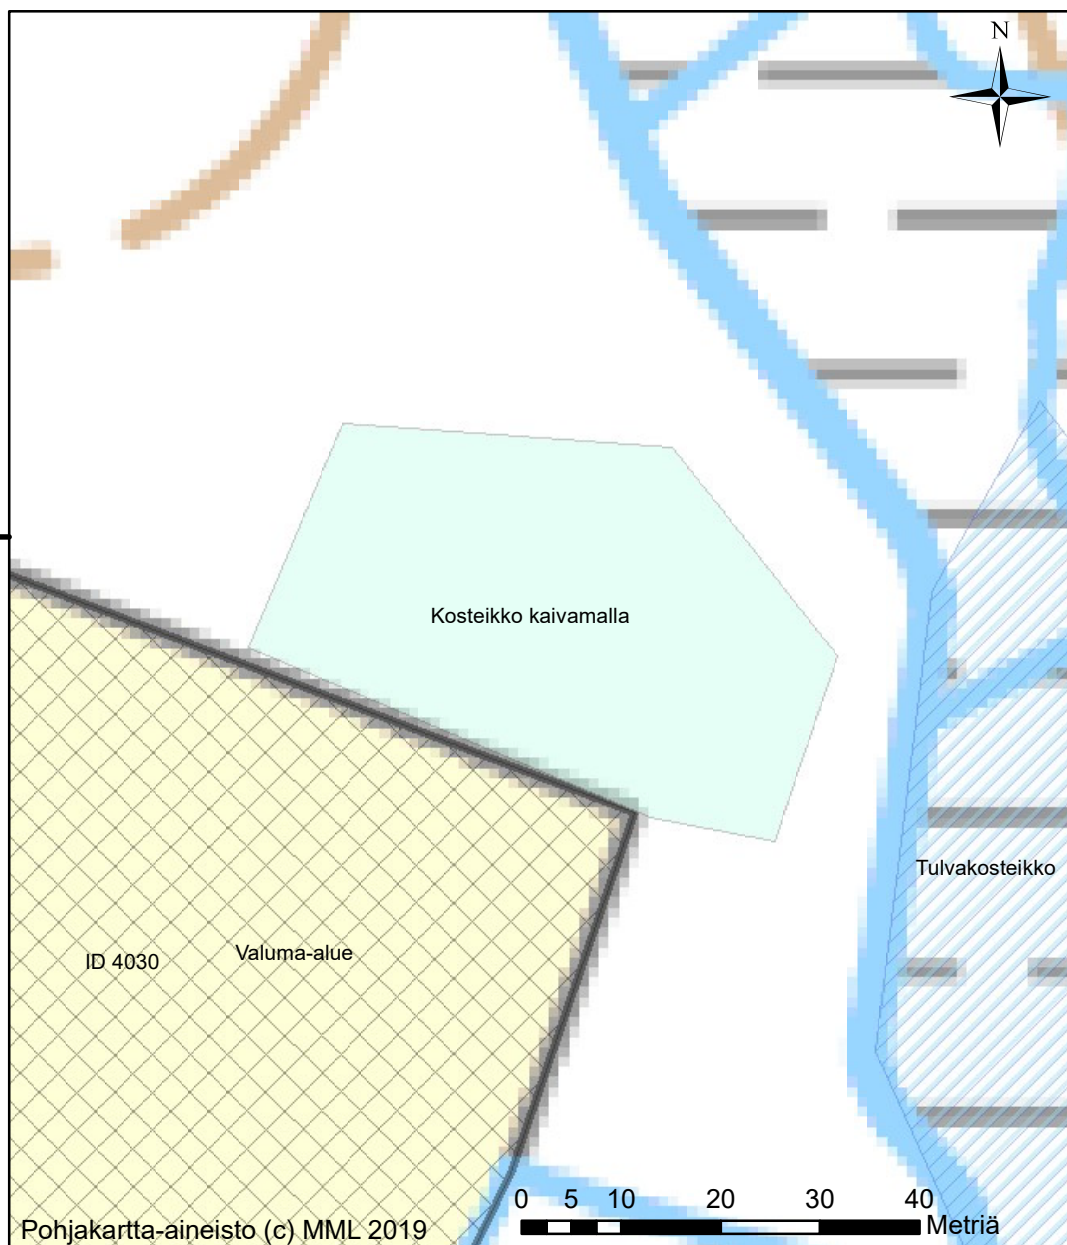 N
Kosteikko kaivamalla
Tulvakosteikko
Valuma-alue
ID 4030
0 5 10 20 30 40
Metriä
Pohjakartta-aineisto (c) MML 2019